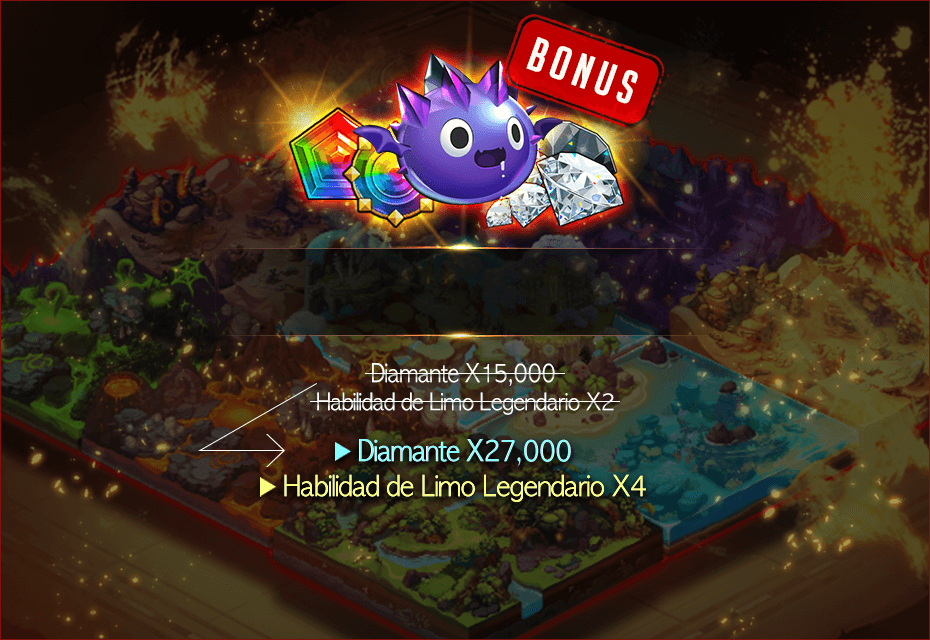 BONUS
Diamante X15,000
Habilidad de Limo Legendario X2
Diamante X27,000
Habilidad de Limo Legendario X4